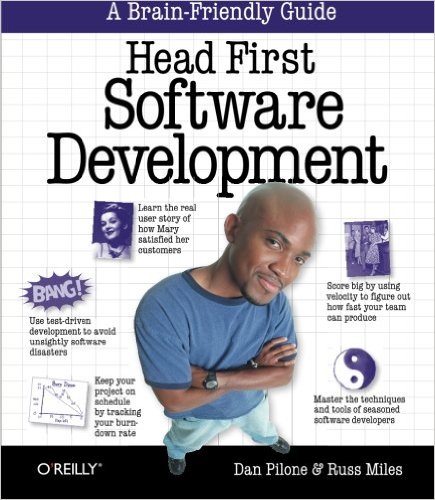 A Brain-Friendly Guide
Head First
Software
Development
Learn the real
user story of
how Mary
satisfied her
customers
BANG!
Use test-driven
development to avoid
unsightly software
disasters
Score big by using
velocity to figure out
how fast your team
can produce
Keep your
project on
schedule by
tracking your
burn-
down rate
Master the techniques
and tools of seasoned
software developers
O'REILLY®
Dan Pilone & Russ Miles